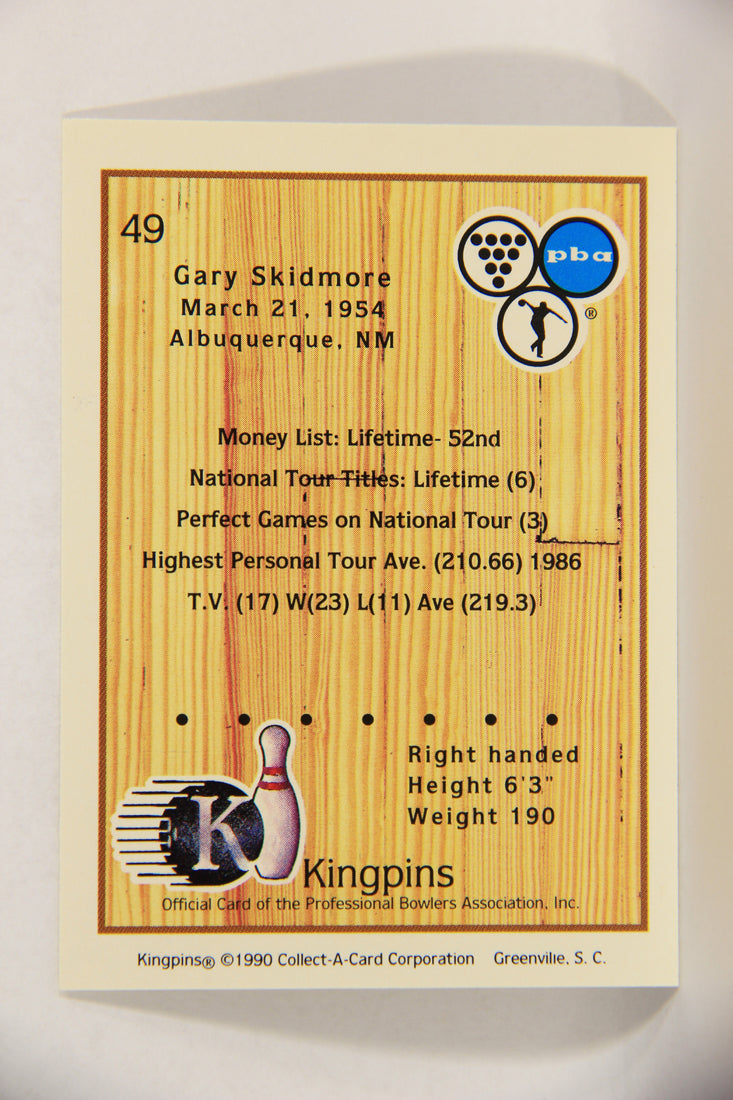 49
pba
®
Gary Skidmore
March 21, 1954
Albuquerque, NM
Money List: Lifetime- 52nd
National Tour Titles: Lifetime (6)
Perfect Games on National Tour (3)
Highest Personal Tour Ave. (210.66) 1986
T.V. (17) W(23) L(11) Ave (219.3)
Right handed
Height 6'3"
Weight 190
K
Kingpins
Official Card of the Professional Bowlers Association, Inc.
Kingpins® ©1990 Collect-A-Card Corporation Greenville, S. C.